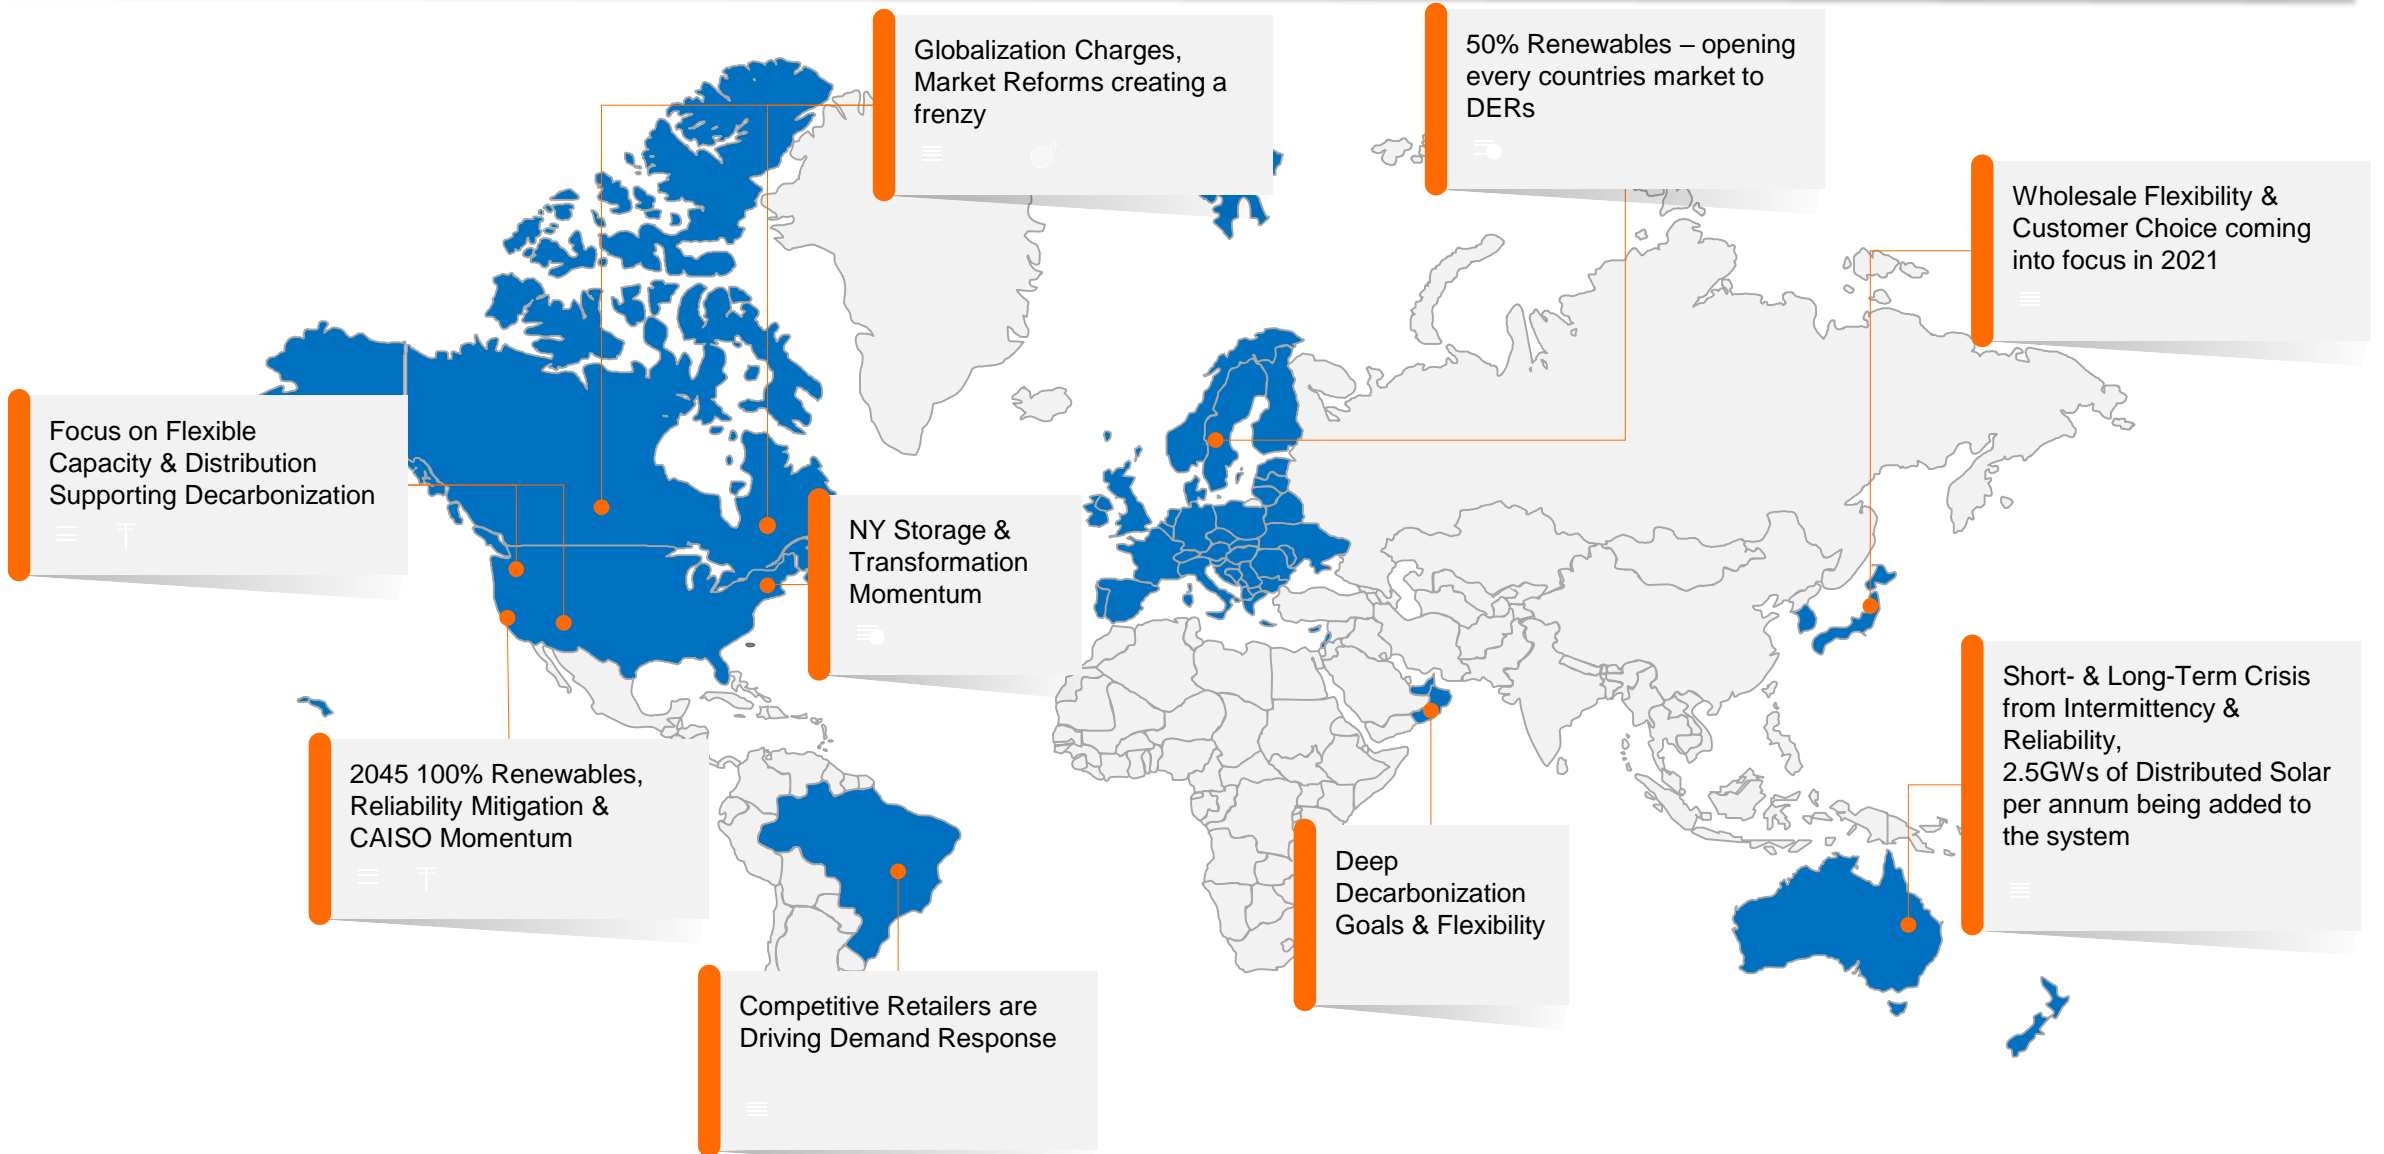 Globalization Charges,
Market Reforms creating a
frenzy
50% Renewables – opening
every countries market to
DERs
Wholesale Flexibility &
Customer Choice coming
into focus in 2021
Focus on Flexible
Capacity & Distribution
Supporting Decarbonization
NY Storage &
Transformation
Momentum
Short- & Long-Term Crisis
from Intermittency &
Reliability,
2.5GWs of Distributed Solar
per annum being added to
the system
2045 100% Renewables,
Reliability Mitigation &
CAISO Momentum
Deep
Decarbonization
Goals & Flexibility
Competitive Retailers are
Driving Demand Response